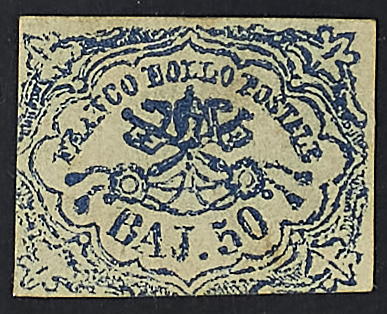 FRANCO BOLLO POSTALE
BAJ. 50